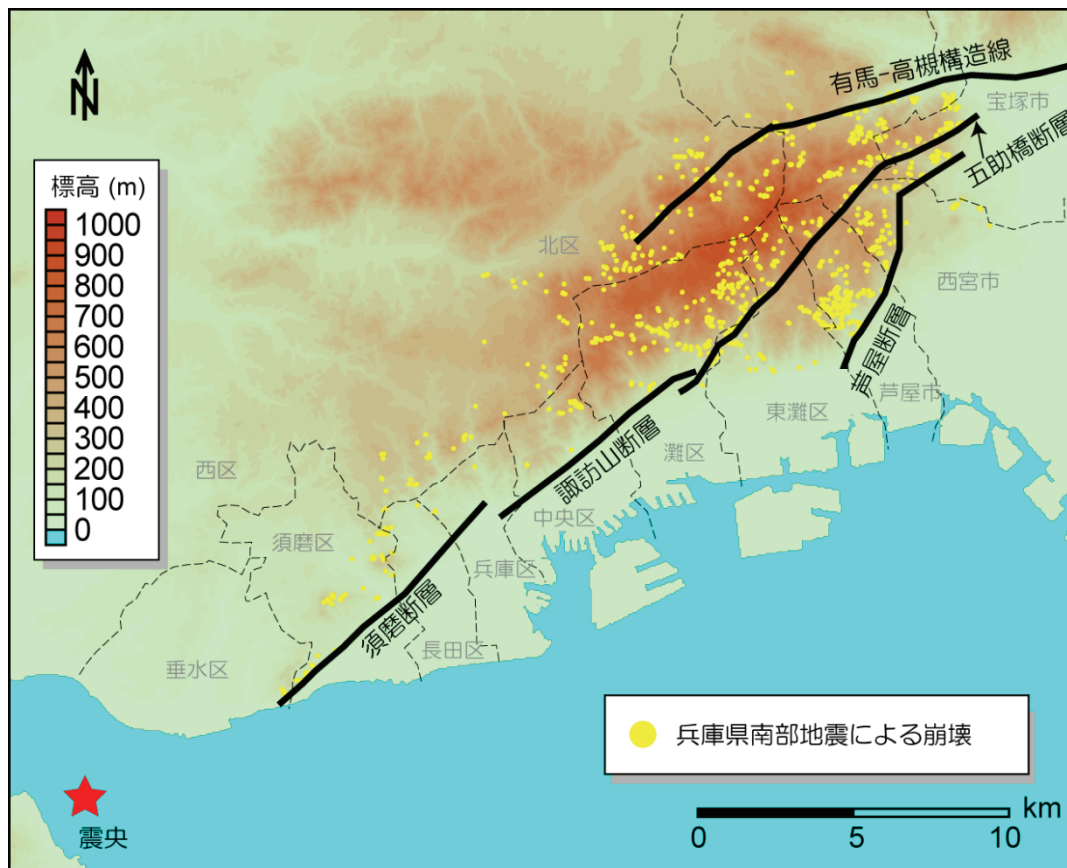 N
有馬-高槻構造線
宝塚市
五助橋断層
標高 (m)
1000
900
800
700
600
500
400
300
200
100
0
北区
西宮市
芦屋断層
芦屋市
東灘区
灘区
諏訪山断層
中央区
西区
須磨区
兵庫区
須磨断層
長田区
垂水区
兵庫県南部地震による崩壊
震央
km
0 5 10